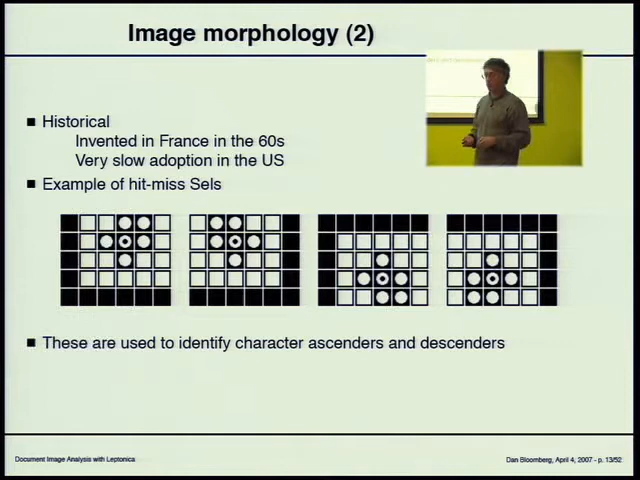 Image morphology (2)
Historical
Invented in France in the 60s
Very slow adoption in the US
Example of hit-miss Sels
These are used to identify character ascenders and descenders
Document Image Analysis with Leptonica
Dan Bloomberg, April 4, 2007 - p. 13/52